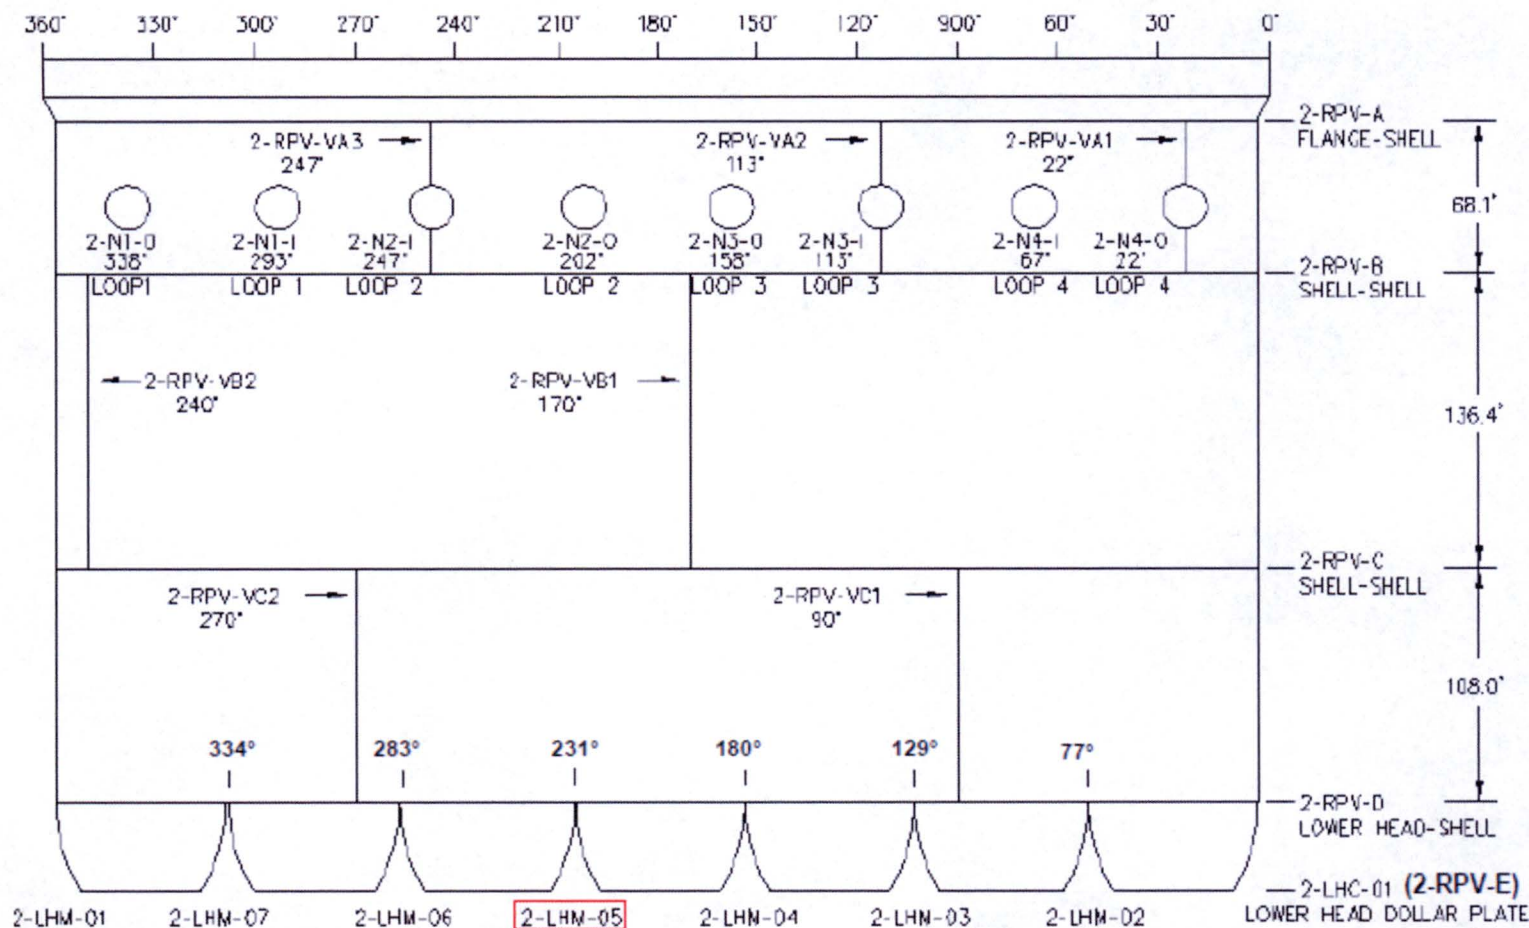 360° 330° 300° 270° 240° 210° 180° 150° 120° 900° 60° 30° 0°
2-RPV-A
FLANGE-SHELL
2-RPV-VA3
247°
2-RPV-VA2
113°
2-RPV-VA1
22°
68.1"
2-N1-O 2-N1-I 2-N2-I 2-N2-O 2-N3-O 2-N3-I 2-N4-I 2-N4-O
338° 293° 247° 202° 158° 113° 67° 22°
LOOP1 LOOP 1 LOOP 2 LOOP 2 LOOP 3 LOOP 3 LOOP 4 LOOP 4
2-RPV-B
SHELL-SHELL
2-RPV-VB2
240°
2-RPV-VB1
170°
136.4"
2-RPV-C
SHELL-SHELL
2-RPV-VC2
270°
2-RPV-VC1
90°
108.0"
334° 283° 231° 180° 129° 77°
2-RPV-D
LOWER HEAD-SHELL
2-LHC-01 (2-RPV-E)
LOWER HEAD DOLLAR PLATE
2-LHM-01 2-LHM-07 2-LHM-06 2-LHM-05 2-LHM-04 2-LHM-03 2-LHM-02